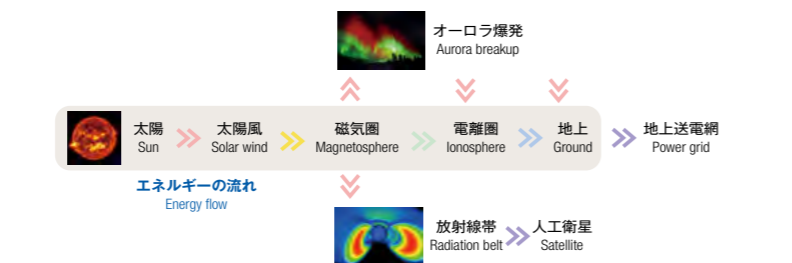 オーロラ爆発
Aurora breakup
太陽
Sun
太陽風
Solar wind
磁気圏
Magnetosphere
電離圏
Ionosphere
地上
Ground
地上送電網
Power grid
エネルギーの流れ
Energy flow
放射線帯
Radiation belt
人工衛星
Satellite